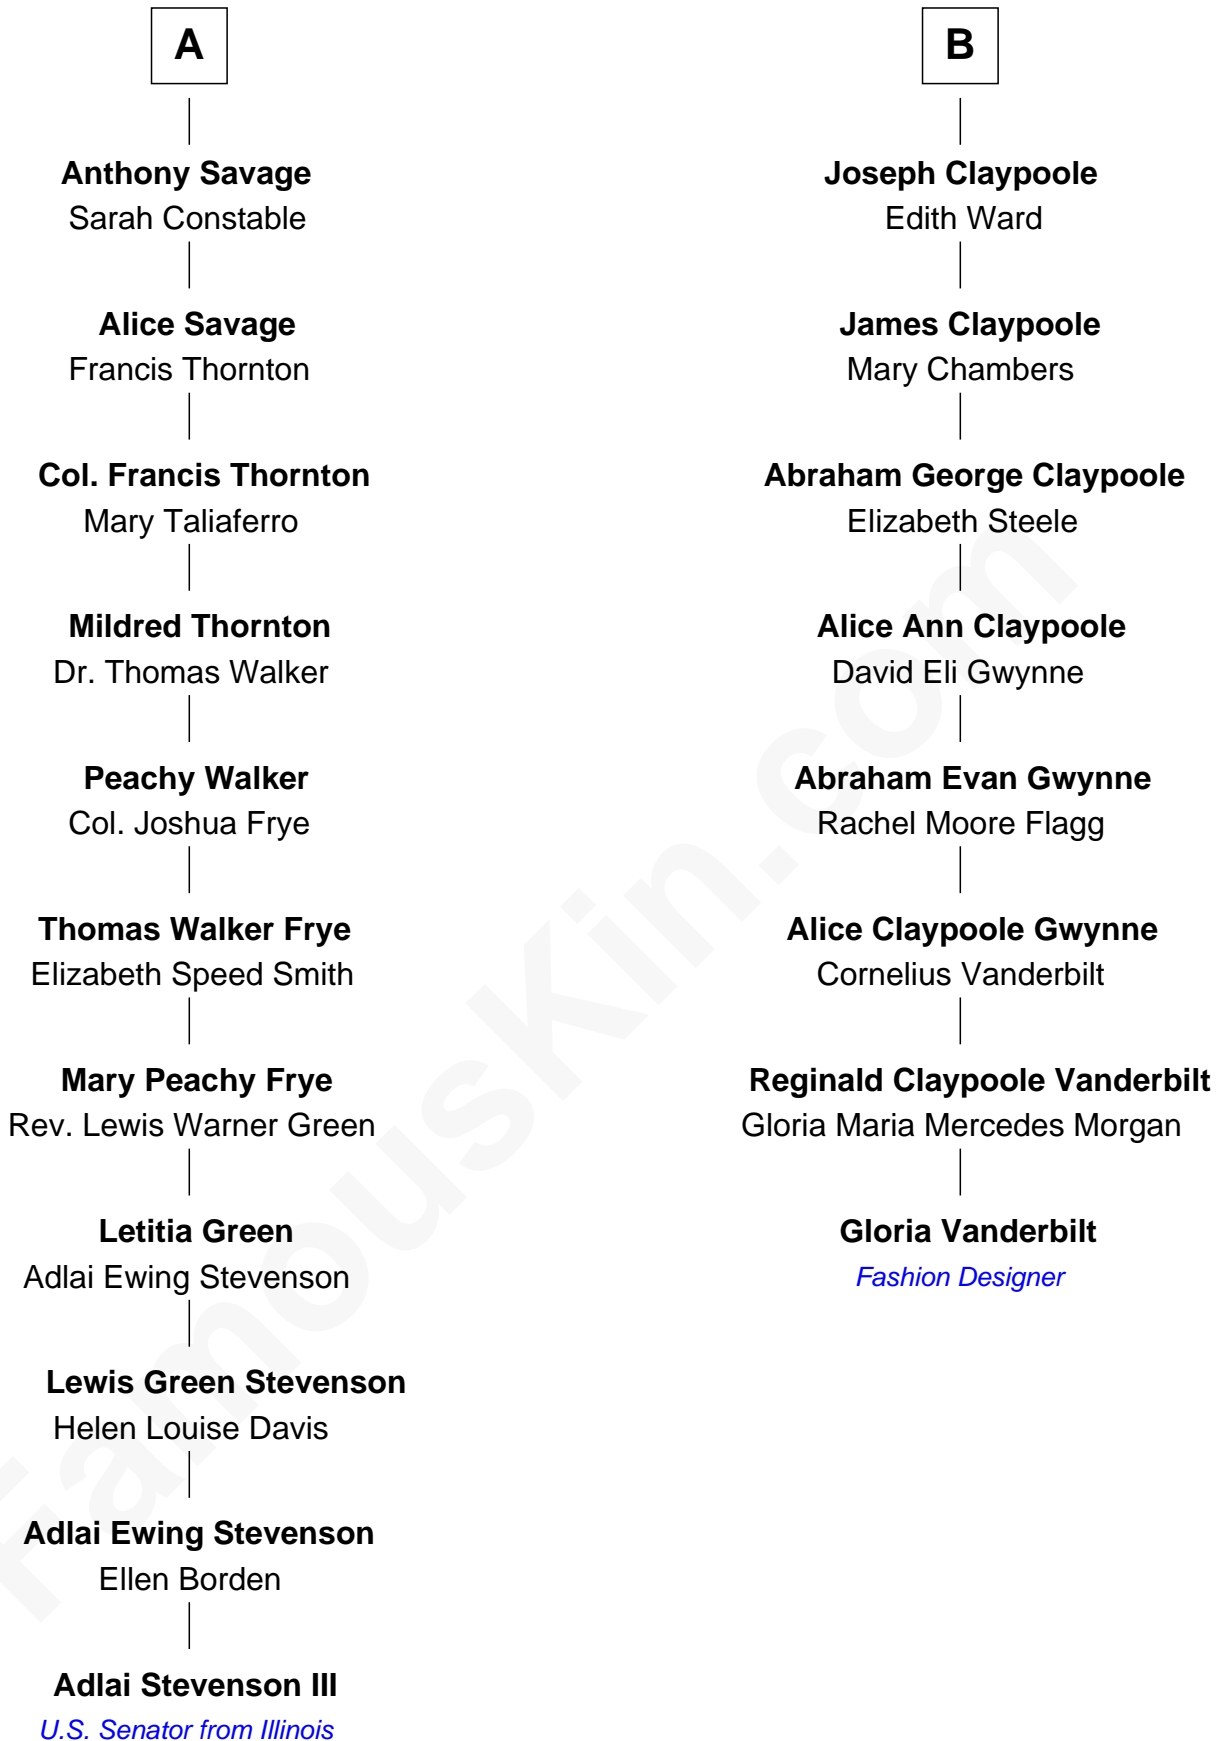 A
Anthony Savage
Sarah Constable
Alice Savage
Francis Thornton
Col. Francis Thornton
Mary Taliaferro
Mildred Thornton
Dr. Thomas Walker
Peachy Walker
Col. Joshua Frye
Thomas Walker Frye
Elizabeth Speed Smith
Mary Peachy Frye
Rev. Lewis Warner Green
Letitia Green
Adlai Ewing Stevenson
Lewis Green Stevenson
Helen Louise Davis
Adlai Ewing Stevenson
Ellen Borden
Adlai Stevenson III
U.S. Senator from Illinois
B
Joseph Claypoole
Edith Ward
James Claypoole
Mary Chambers
Abraham George Claypoole
Elizabeth Steele
Alice Ann Claypoole
David Eli Gwynne
Abraham Evan Gwynne
Rachel Moore Flagg
Alice Claypoole Gwynne
Cornelius Vanderbilt
Reginald Claypoole Vanderbilt
Gloria Maria Mercedes Morgan
Gloria Vanderbilt
Fashion Designer
FamousKin.com